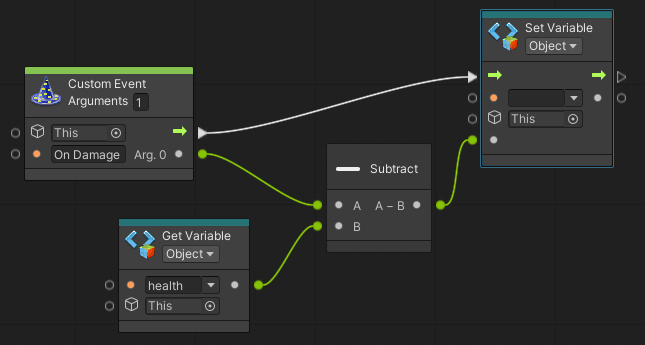 Set Variable
Object
This
Custom Event
Arguments 1
This
On Damage Arg. 0
Subtract
A A – B
B
Get Variable
Object
health
This